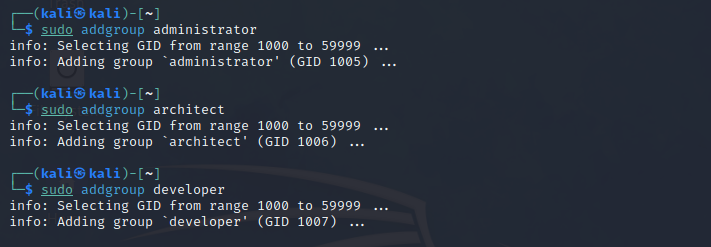 ┌──(kali㉿kali)-[~]
└─$ sudo addgroup administrator
info: Selecting GID from range 1000 to 59999 ...
info: Adding group `administrator' (GID 1005) ...
┌──(kali㉿kali)-[~]
└─$ sudo addgroup architect
info: Selecting GID from range 1000 to 59999 ...
info: Adding group `architect' (GID 1006) ...
┌──(kali㉿kali)-[~]
└─$ sudo addgroup developer
info: Selecting GID from range 1000 to 59999 ...
info: Adding group `developer' (GID 1007) ...